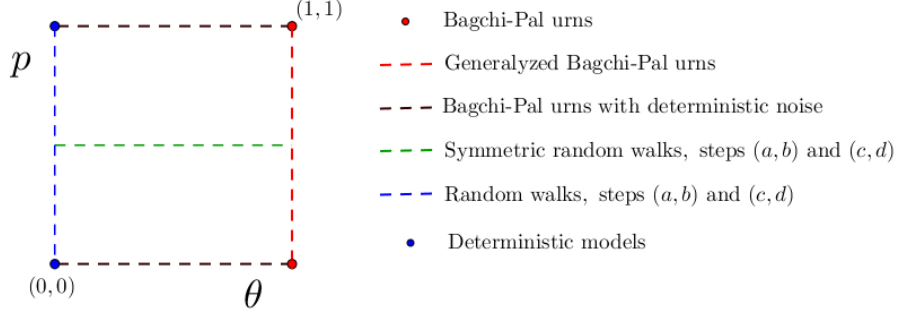 (1, 1)
p
(0, 0)
θ
Bagchi-Pal urns
Generalyzed Bagchi-Pal urns
Bagchi-Pal urns with deterministic noise
Symmetric random walks, steps (a, b) and (c, d)
Random walks, steps (a, b) and (c, d)
Deterministic models